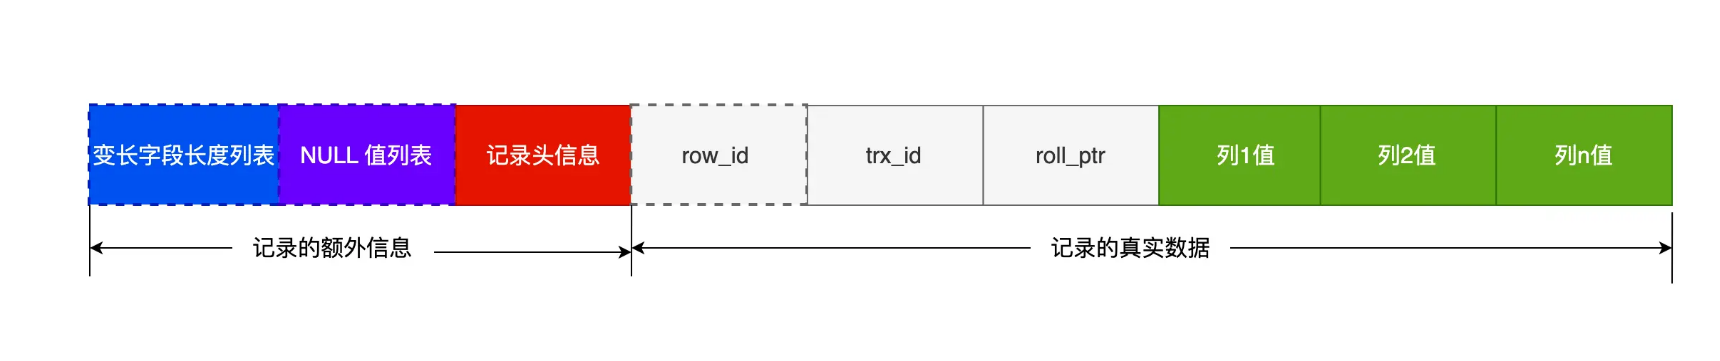 变长字段长度列表
NULL 值列表
记录头信息
row_id
trx_id
roll_ptr
列1值
列2值
列n值
记录的额外信息
记录的真实数据